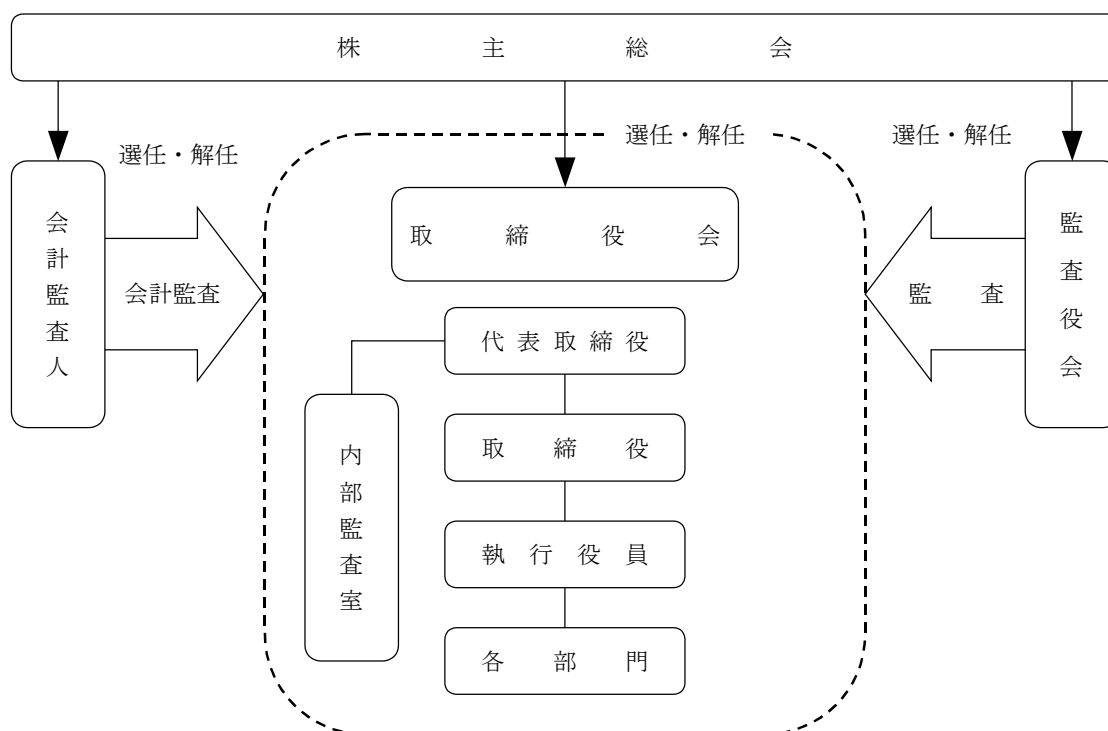 株主総会
選任・解任
選任・解任
選任・解任
会計監査人
会計監査
取締役会
監査
監査役会
代表取締役
内部監査室
取締役
執行役員
各部門